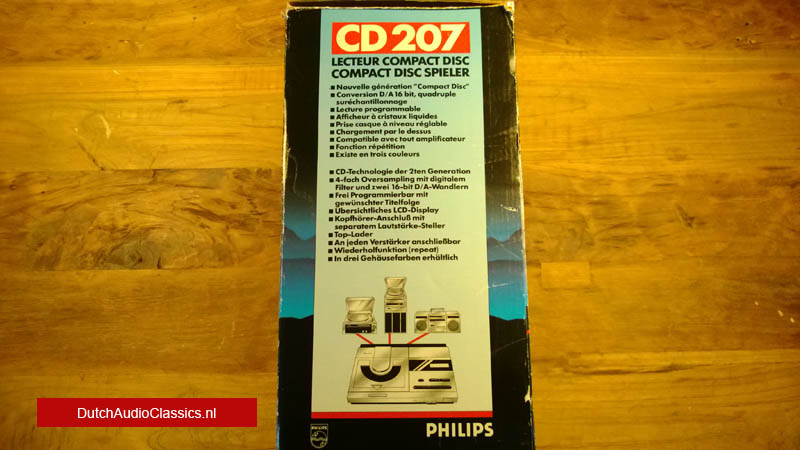 CD 207
LECTEUR COMPACT DISC
COMPACT DISC SPIELER
■ Nouvelle génération "Compact Disc"
■ Conversion D/A 16 bit, quadruple
suréchantillonnage
■ Lecture programmable
■ Afficheur à cristaux liquides
■ Prise casque à niveau réglable
■ Chargement par le dessus
■ Compatible avec tout amplificateur
■ Fonction répétition
■ Existe en trois couleurs
■ CD-Technologie der 2ten Generation
■ 4-fach Oversampling mit digitalem
Filter und zwei 16-bit D/A-Wandlern
■ Frei Programmierbar mit
gewünschter Titelfolge
■ Übersichtliches LCD-Display
■ Kopfhörer-Anschluß mit
separatem Lautstärke-Steller
■ Top-Lader
■ An jeden Verstärker anschließbar
■ Wiederholfunktion (repeat)
■ In drei Gehäusefarben erhältlich
DutchAudioClassics.nl
PHILIPS
PHILIPS